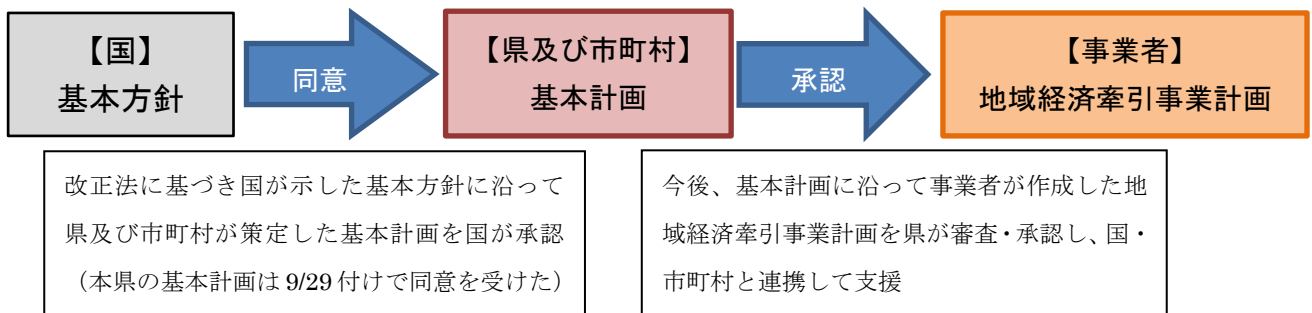 【国】
基本方針
同意
【県及び市町村】
基本計画
承認
【事業者】
地域経済牽引事業計画
改正法に基づき国が示した基本方針に沿って
県及び市町村が策定した基本計画を国が承認
（本県の基本計画は 9/29 付けで同意を受けた）
今後、基本計画に沿って事業者が作成した地
域経済牽引事業計画を県が審査・承認し、国・
市町村と連携して支援